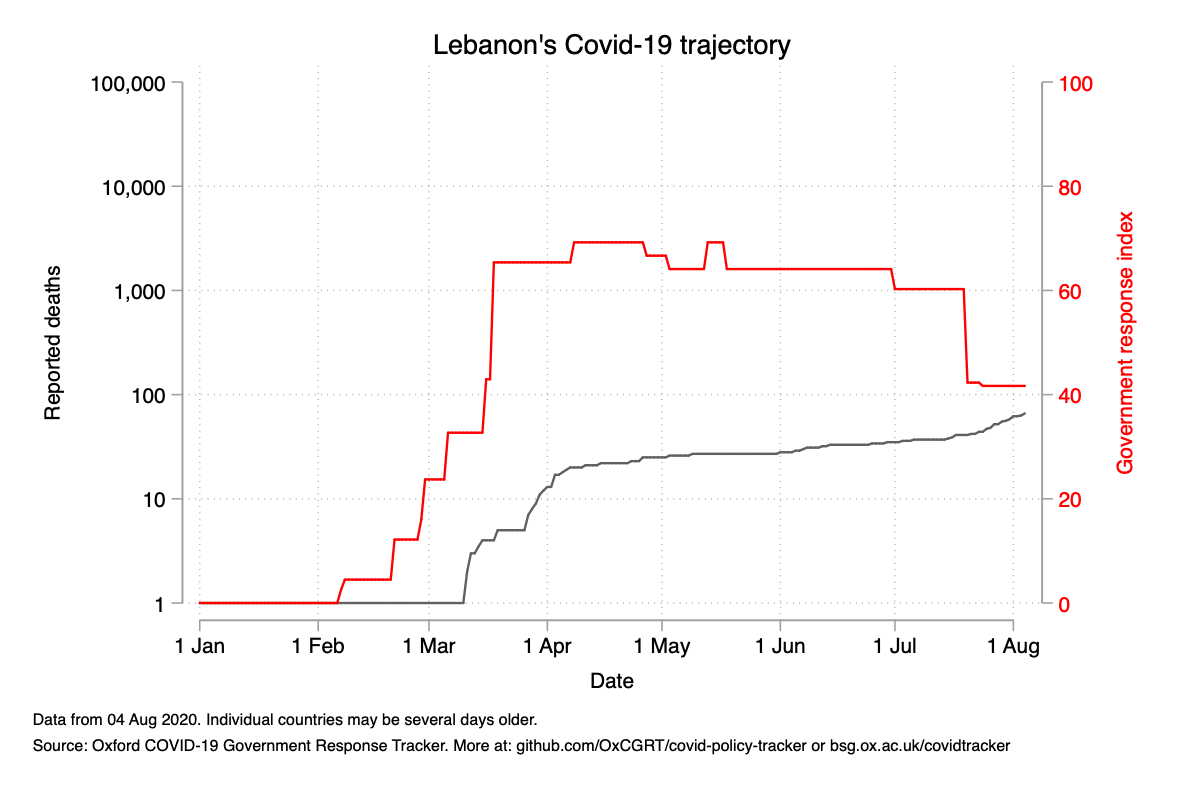 Lebanon's Covid-19 trajectory
100,000
10,000
1,000
100
10
1
Reported deaths
100
80
60
40
20
0
Government response index
1 Jan
1 Feb
1 Mar
1 Apr
1 May
1 Jun
1 Jul
1 Aug
Date
Data from 04 Aug 2020. Individual countries may be several days older.
Source: Oxford COVID-19 Government Response Tracker. More at: github.com/OxCGRT/covid-policy-tracker or bsg.ox.ac.uk/covidtracker